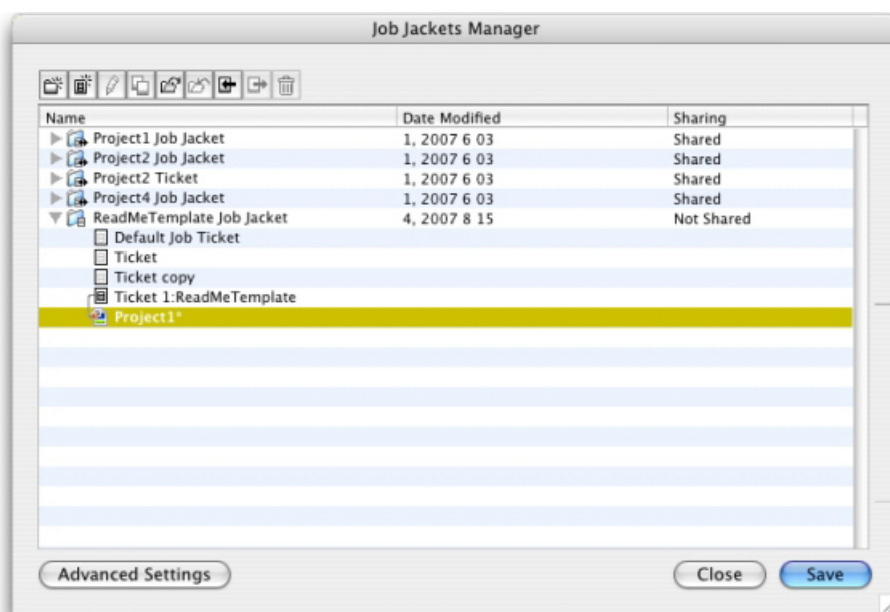 Job Jackets Manager
Name Date Modified Sharing
Project1 Job Jacket 1, 2007 6 03 Shared
Project2 Job Jacket 1, 2007 6 03 Shared
Project2 Ticket 1, 2007 6 03 Shared
Project4 Job Jacket 1, 2007 6 03 Shared
ReadMeTemplate Job Jacket 4, 2007 8 15 Not Shared
Default Job Ticket
Ticket
Ticket copy
Ticket 1:ReadMeTemplate
Project1*
Advanced Settings Close Save